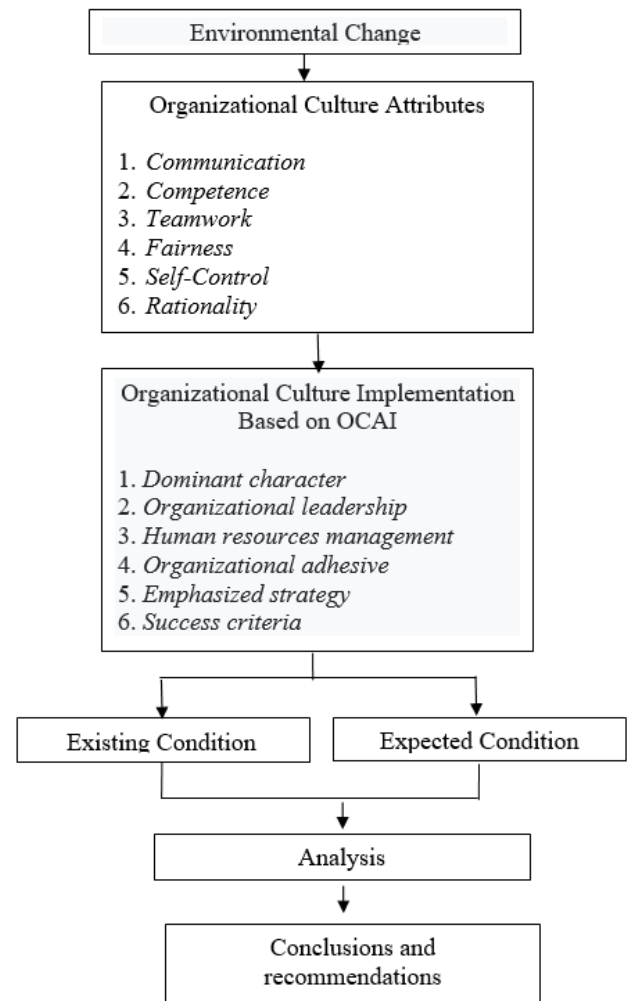 Environmental Change
Organizational Culture Attributes
1. Communication
2. Competence
3. Teamwork
4. Fairness
5. Self-Control
6. Rationality
Organizational Culture Implementation
Based on OCAI
1. Dominant character
2. Organizational leadership
3. Human resources management
4. Organizational adhesive
5. Emphasized strategy
6. Success criteria
Existing Condition
Expected Condition
Analysis
Conclusions and
recommendations